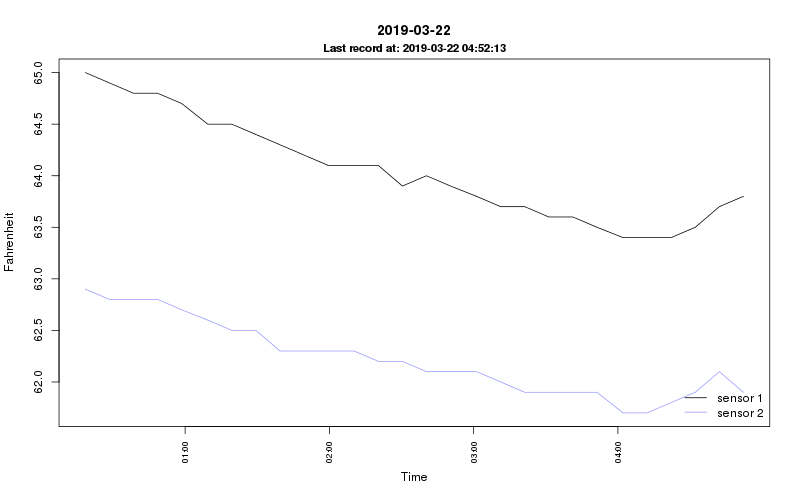 2019-03-22
Last record at: 2019-03-22 04:52:13
65.0
64.5
64.0
63.5
63.0
62.5
62.0
Fahrenheit
sensor 1
sensor 2
01:00
02:00
03:00
04:00
Time